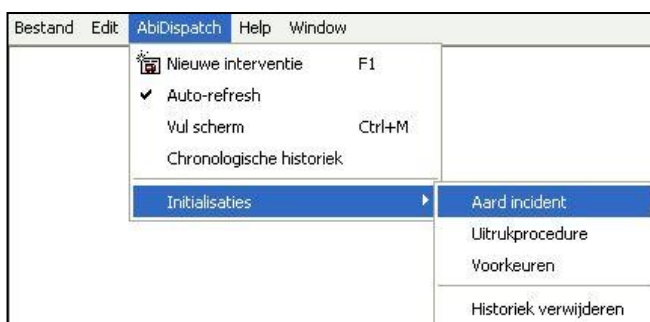 Bestand Edit AbiDispatch Help Window
Nieuwe interventie F1
Auto-refresh
Vul scherm Ctrl+M
Chronologische historiek
Initialisaties
Aard incident
Uitrukprocedure
Voorkeuren
Historiek verwijderen